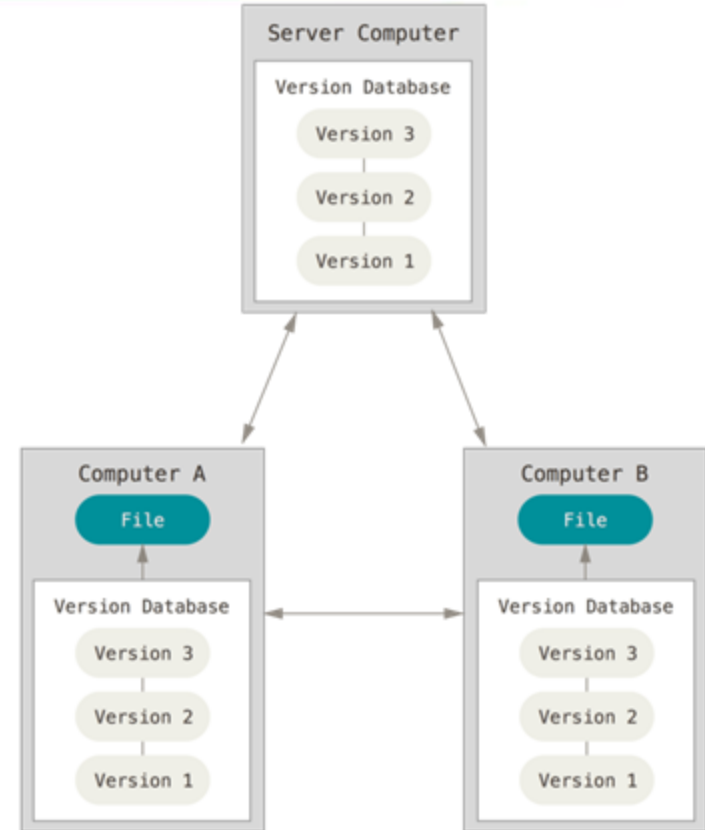 Server Computer
Version Database
Version 3
Version 2
Version 1
Computer A
File
Version Database
Version 3
Version 2
Version 1
Computer B
File
Version Database
Version 3
Version 2
Version 1